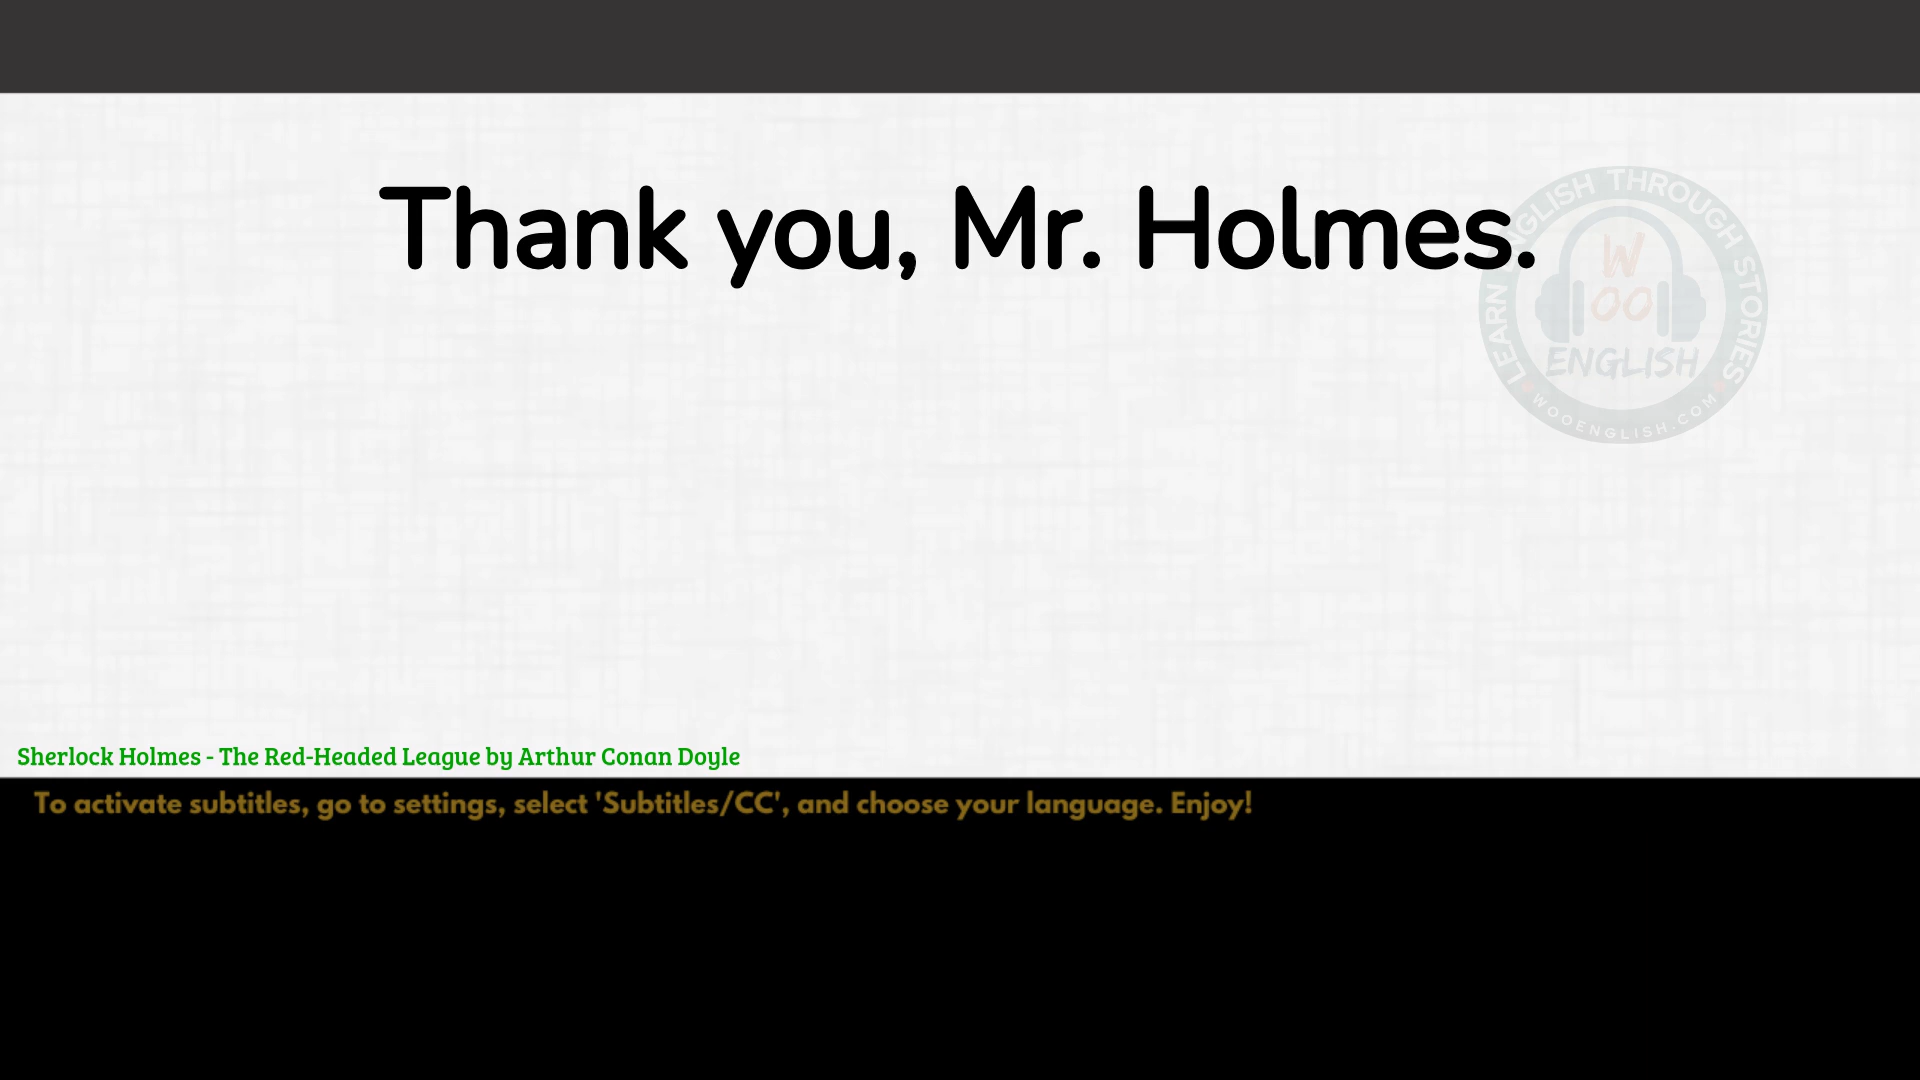 Thank you, Mr. Holmes.
LEARN ENGLISH THROUGH STORIES
W
OO
ENGLISH
WOOENGLISH.COM
Sherlock Holmes - The Red-Headed League by Arthur Conan Doyle
To activate subtitles, go to settings, select 'Subtitles/CC', and choose your language. Enjoy!